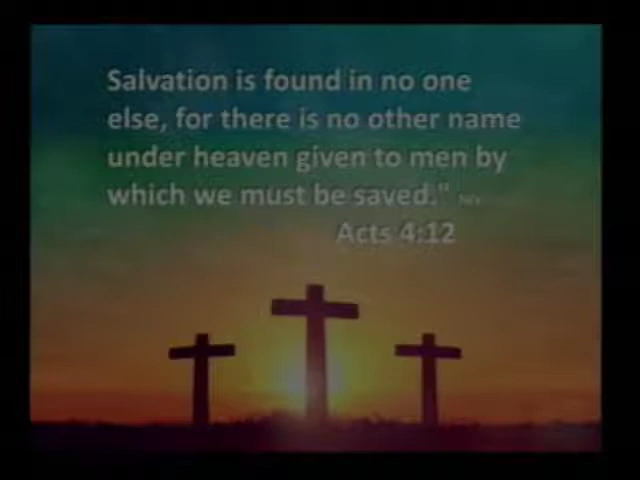 Salvation is found in no one
else, for there is no other name
under heaven given to men by
which we must be saved."
Acts 4:12